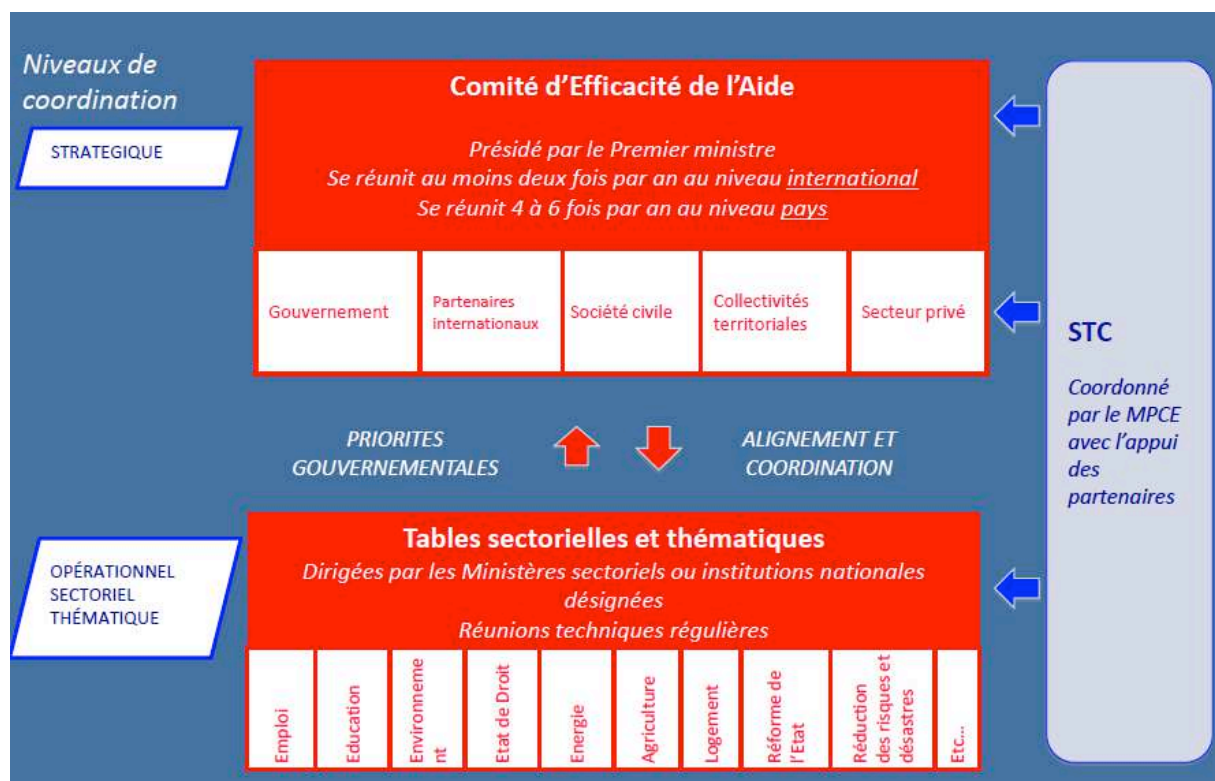 Niveaux de
coordination
STRATEGIQUE
Comité d'Efficacité de l'Aide
Présidé par le Premier ministre
Se réunit au moins deux fois par an au niveau international
Se réunit 4 à 6 fois par an au niveau pays
Gouvernement
Partenaires
internationaux
Société civile
Collectivités
territoriales
Secteur privé
PRIORITES
GOUVERNEMENTALES
ALIGNEMENT ET
COORDINATION
OPÉRATIONNEL
SECTORIEL
THÉMATIQUE
Tables sectorielles et thématiques
Dirigées par les Ministères sectoriels ou institutions nationales
désignées
Réunions techniques régulières
Emploi
Education
Environneme
nt
Etat de Droit
Energie
Agriculture
Logement
Réforme de
l'Etat
Réduction
des risques et
désastres
Etc...
STC
Coordonné
par le MPCE
avec l'appui
des
partenaires